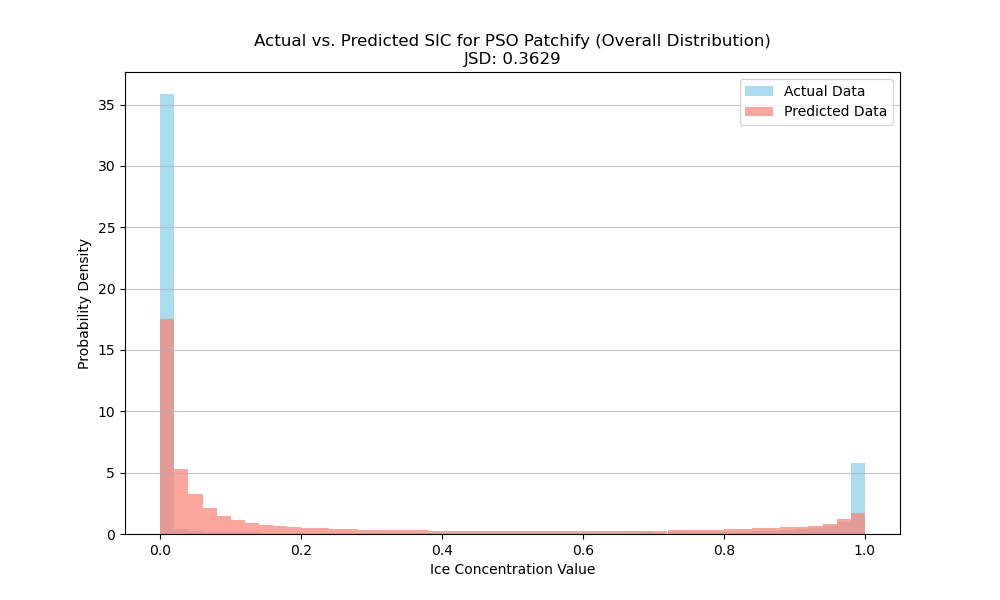 Actual vs. Predicted SIC for PSO Patchify (Overall Distribution)
JSD: 0.3629
Actual Data
Predicted Data
Probability Density
35
30
25
20
15
10
5
0
0.0 0.2 0.4 0.6 0.8 1.0
Ice Concentration Value